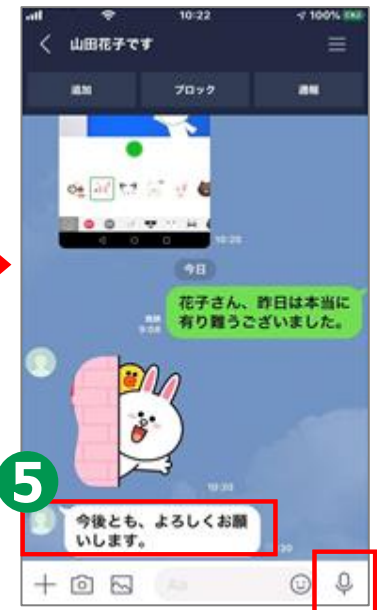 10:22
100%
山田花子です
追加 ブロック 通報
10:20
今日
花子さん、昨日は本当に
有り難うございました。
既読
9:08
10:20
5
今後とも、よろしくお願
いします。
Aa